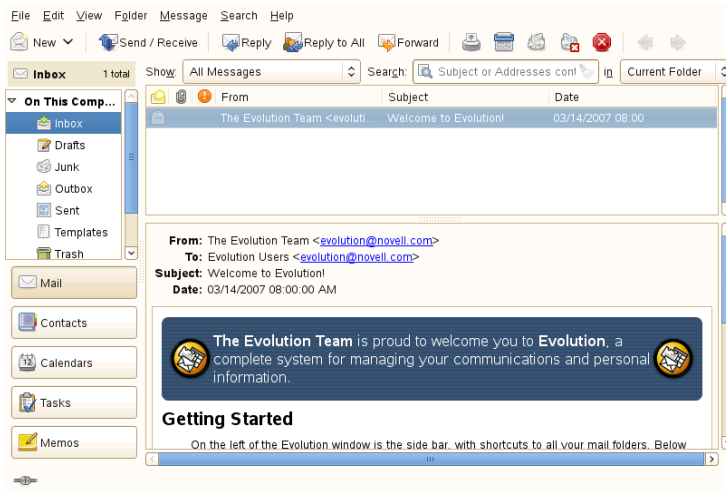 File Edit View Folder Message Search Help
New Send / Receive Reply Reply to All Forward
Inbox 1 total
Show: All Messages Search: Subject or Addresses cont in Current Folder
On This Comp...
Inbox
Drafts
Junk
Outbox
Sent
Templates
Trash
From Subject Date
The Evolution Team <evoluti... Welcome to Evolution! 03/14/2007 08:00
Mail
Contacts
Calendars
Tasks
Memos
From: The Evolution Team <evolution@novell.com>
To: Evolution Users <evolution@novell.com>
Subject: Welcome to Evolution!
Date: 03/14/2007 08:00:00 AM
The Evolution Team is proud to welcome you to Evolution, a
complete system for managing your communications and personal
information.
Getting Started
On the left of the Evolution window is the side bar, with shortcuts to all your mail folders. Below